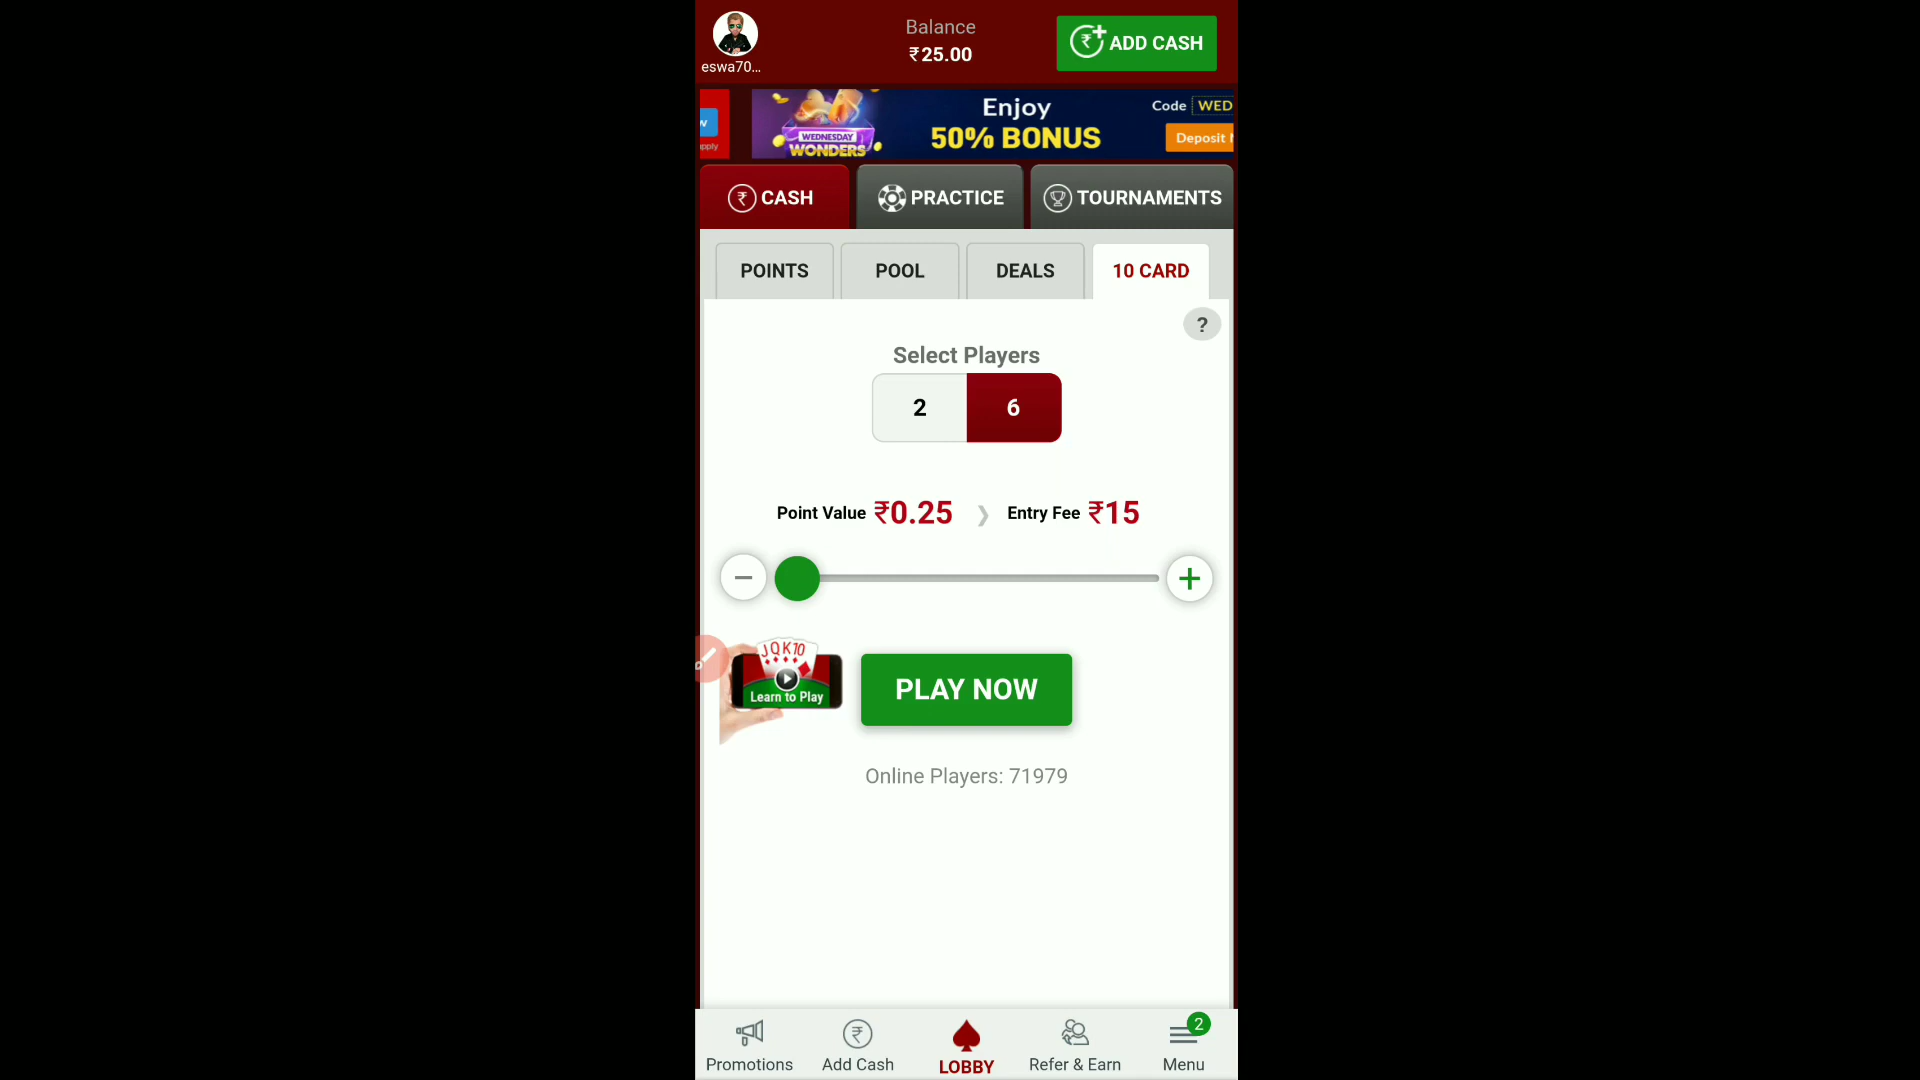 eswa70...
Balance
₹25.00
ADD CASH
w
apply
WEDNESDAY
WONDERS
Enjoy
50% BONUS
Code WED
Deposit
CASH
PRACTICE
TOURNAMENTS
POINTS
POOL
DEALS
10 CARD
?
Select Players
2
6
Point Value ₹0.25
Entry Fee ₹15
J Q K 10
Learn to Play
PLAY NOW
Online Players: 71979
Promotions
Add Cash
LOBBY
Refer & Earn
2
Menu